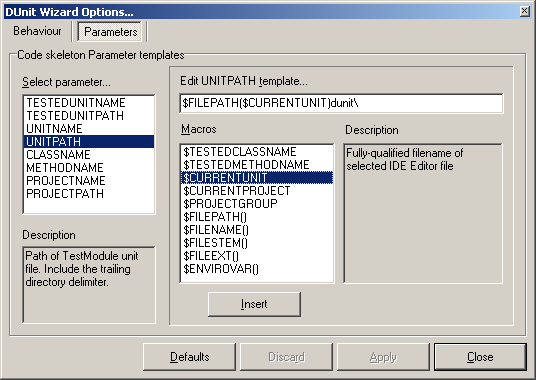 DUnit Wizard Options...
Behaviour
Parameters
Code skeleton Parameter templates
Select parameter...
TESTEDUNITNAME
TESTEDUNITPATH
UNITNAME
UNITPATH
CLASSNAME
METHODNAME
PROJECTNAME
PROJECTPATH
Description
Path of TestModule unit
file. Include the trailing
directory delimiter.
Edit UNITPATH template...
$FILEPATH($CURRENTUNIT)dunit\
Macros
$TESTEDCLASSNAME
$TESTEDMETHODNAME
$CURRENTUNIT
$CURRENTPROJECT
$PROJECTGROUP
$FILEPATH()
$FILENAME()
$FILESTEM()
$FILEEXT()
$ENVIROVAR()
Description
Fully-qualified filename of
selected IDE Editor file
Insert
Defaults
Discard
Apply
Close